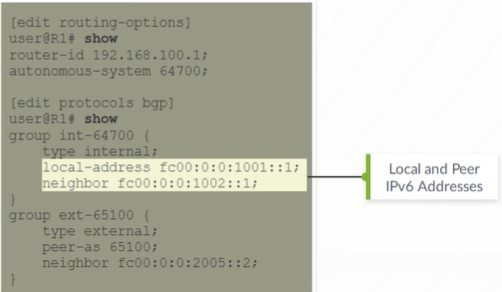 [edit routing-options]
user@R1# show
router-id 192.168.100.1;
autonomous-system 64700;

[edit protocols bgp]
user@R1# show
group int-64700 {
    type internal;
    local-address fc00:0:0:1001::1;
    neighbor fc00:0:0:1002::1;
}
group ext-65100 {
    type external;
    peer-as 65100;
    neighbor fc00:0:0:2005::2;
}
Local and Peer
IPv6 Addresses